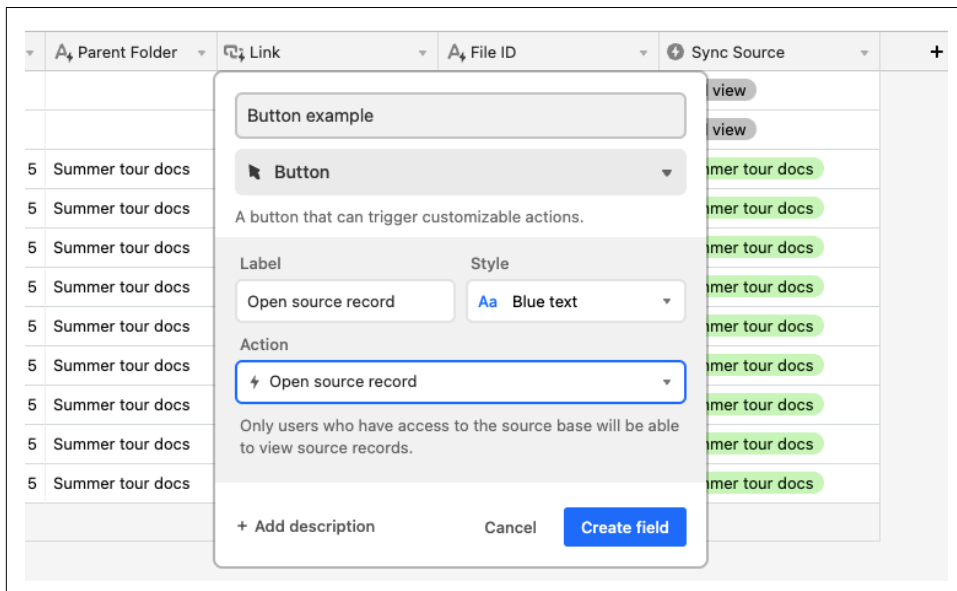 Parent Folder Link File ID Sync Source +
Button example
view
view
Button
5 Summer tour docs mer tour docs
A button that can trigger customizable actions.
5 Summer tour docs mer tour docs
5 Summer tour docs mer tour docs
Label Style
5 Summer tour docs mer tour docs
Open source record Aa Blue text
5 Summer tour docs mer tour docs
Action
5 Summer tour docs mer tour docs
Open source record
5 Summer tour docs mer tour docs
Only users who have access to the source base will be able
to view source records.
5 Summer tour docs mer tour docs
5 Summer tour docs mer tour docs
+ Add description Cancel Create field